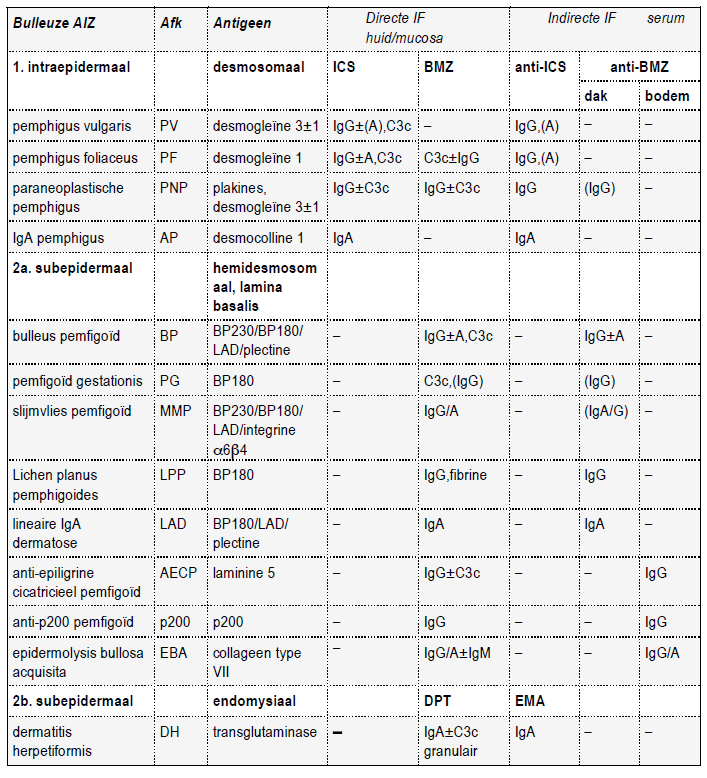 Bulleuze AIZ Afk Antigeen Directe IF Indirecte IF serum
huid/mucosa
1. intraepidermaal desmosomaal ICS BMZ anti-ICS anti-BMZ
dak bodem
pemphigus vulgaris PV desmogleïne 3±1 IgG±(A),C3c – IgG,(A) – –
pemphigus foliaceus PF desmogleïne 1 IgG±A,C3c C3c±IgG IgG,(A) – –
paraneoplastische PNP plakines, IgG±C3c IgG±C3c IgG (IgG) –
pemphigus desmogleïne 3±1
IgA pemphigus AP desmocolline 1 IgA – IgA – –
2a. subepidermaal hemidesmosom
aal, lamina
basalis
bulleus pemfigoïd BP BP230/BP180/ – IgG±A,C3c – IgG±A –
LAD/plectine
pemfigoïd gestationis PG BP180 – C3c,(IgG) – (IgG) –
slijmvlies pemfigoïd MMP BP230/BP180/ – IgG/A – (IgA/G) –
LAD/integrine
α6β4
Lichen planus LPP BP180 – IgG,fibrine – IgG –
pemphigoides
lineaire IgA LAD BP180/LAD/ – IgA – IgA –
dermatose plectine
anti-epiligrine AECP laminine 5 – IgG±C3c – – IgG
cicatricieel pemfigoïd
anti-p200 pemfigoïd p200 p200 – IgG – – IgG
epidermolysis bullosa EBA collageen type – IgG/A±IgM – – IgG/A
acquisita VII
2b. subepidermaal endomysiaal DPT EMA
dermatitis DH transglutaminase – IgA±C3c IgA – –
herpetiformis granulair